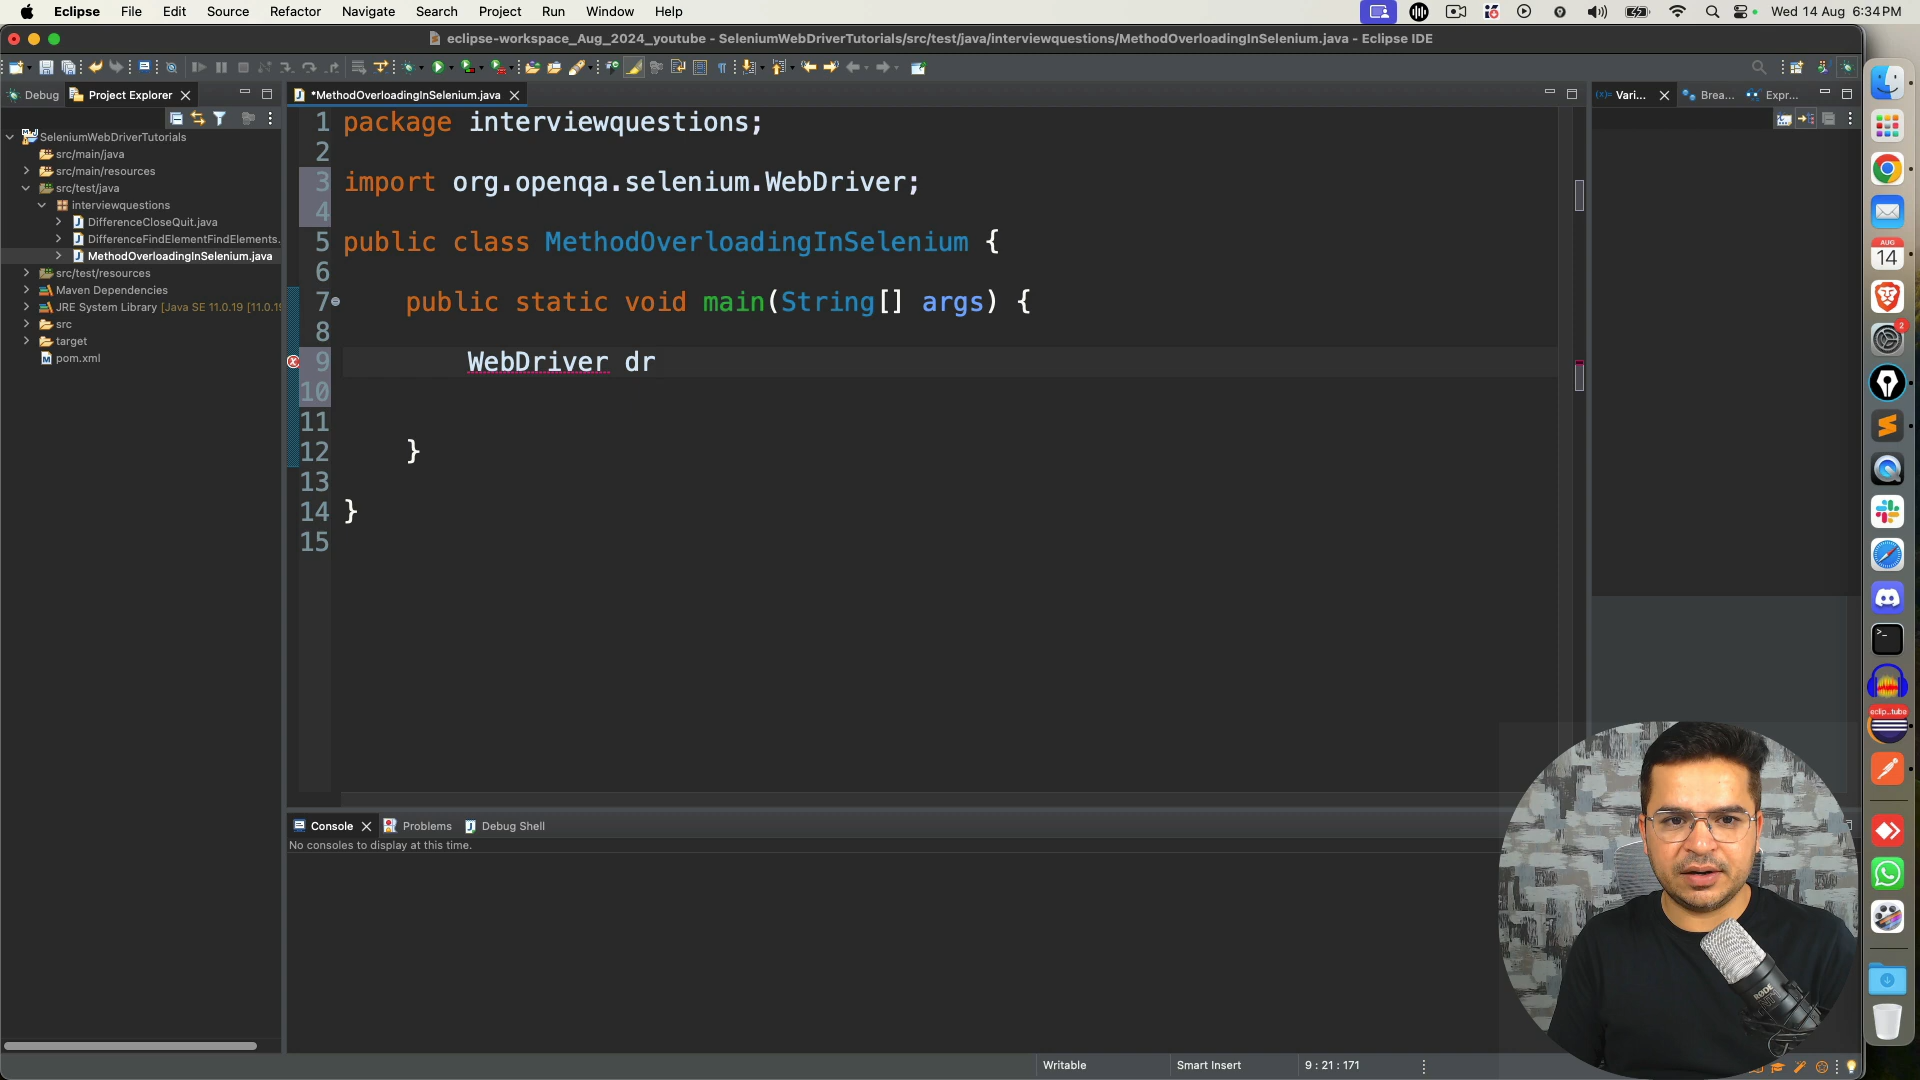 Eclipse File Edit Source Refactor Navigate Search Project Run Window Help Wed 14 Aug 6:34 PM
eclipse-workspace_Aug_2024_youtube - SeleniumWebDriverTutorials/src/test/java/interviewquestions/MethodOverloadingInSelenium.java - Eclipse IDE
Debug Project Explorer *MethodOverloadingInSelenium.java Vari... Brea... Expr...
SeleniumWebDriverTutorials
src/main/java
src/main/resources
src/test/java
interviewquestions
DifferenceCloseQuit.java
DifferenceFindElementFindElements.
MethodOverloadingInSelenium.java
src/test/resources
Maven Dependencies
JRE System Library [Java SE 11.0.19 [11.0.19
src
target
pom.xml
1 package interviewquestions;
2
3 import org.openqa.selenium.WebDriver;
4
5 public class MethodOverloadingInSelenium {
6
7 public static void main(String[] args) {
8
9 WebDriver dr
10
11
12 }
13
14 }
15
Console Problems Debug Shell
No consoles to display at this time.
Writable Smart Insert 9 : 21 : 171
AUG
14
2
eclip...tube
RØDE